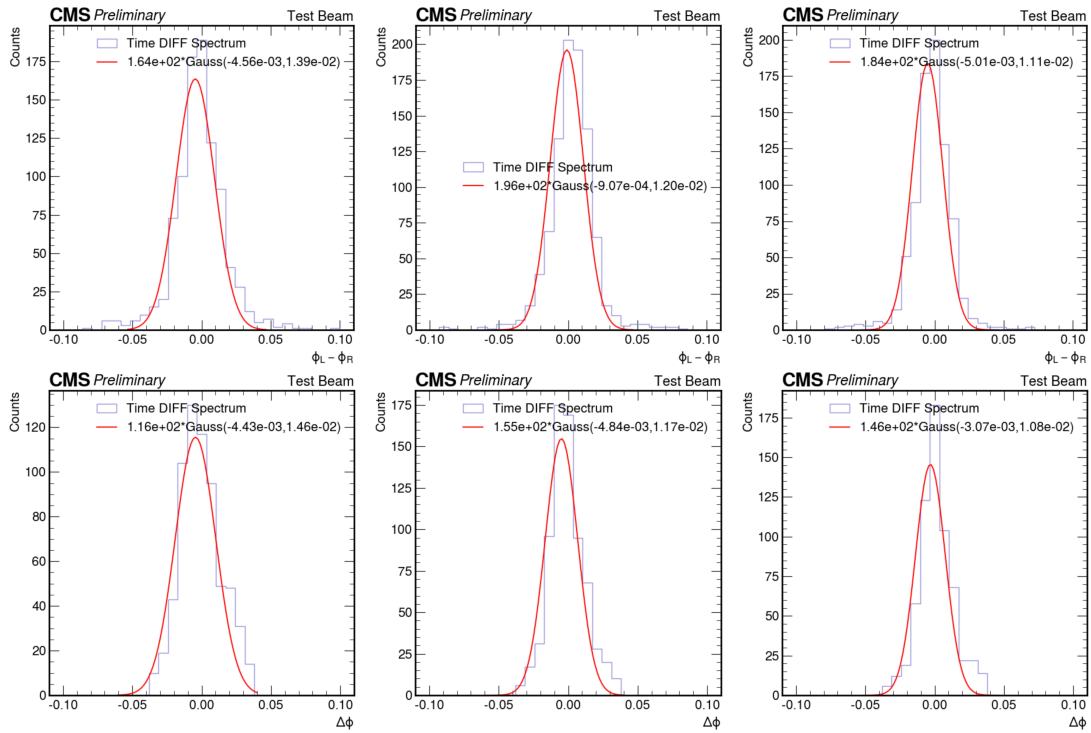 CMS Preliminary Test Beam
Counts
Time DIFF Spectrum
1.64e+02*Gauss(-4.56e-03,1.39e-02)
175
150
125
100
75
50
25
0
-0.10 -0.05 0.00 0.05 0.10
ϕL − ϕR
CMS Preliminary Test Beam
Counts
Time DIFF Spectrum
1.96e+02*Gauss(-9.07e-04,1.20e-02)
200
175
150
125
100
75
50
25
0
-0.10 -0.05 0.00 0.05 0.10
ϕL − ϕR
CMS Preliminary Test Beam
Counts
Time DIFF Spectrum
1.84e+02*Gauss(-5.01e-03,1.11e-02)
200
175
150
125
100
75
50
25
0
-0.10 -0.05 0.00 0.05 0.10
ϕL − ϕR
CMS Preliminary Test Beam
Counts
Time DIFF Spectrum
1.16e+02*Gauss(-4.43e-03,1.46e-02)
120
100
80
60
40
20
0
-0.10 -0.05 0.00 0.05 0.10
Δϕ
CMS Preliminary Test Beam
Counts
Time DIFF Spectrum
1.55e+02*Gauss(-4.84e-03,1.17e-02)
175
150
125
100
75
50
25
0
-0.10 -0.05 0.00 0.05 0.10
Δϕ
CMS Preliminary Test Beam
Counts
Time DIFF Spectrum
1.46e+02*Gauss(-3.07e-03,1.08e-02)
175
150
125
100
75
50
25
0
-0.10 -0.05 0.00 0.05 0.10
Δϕ